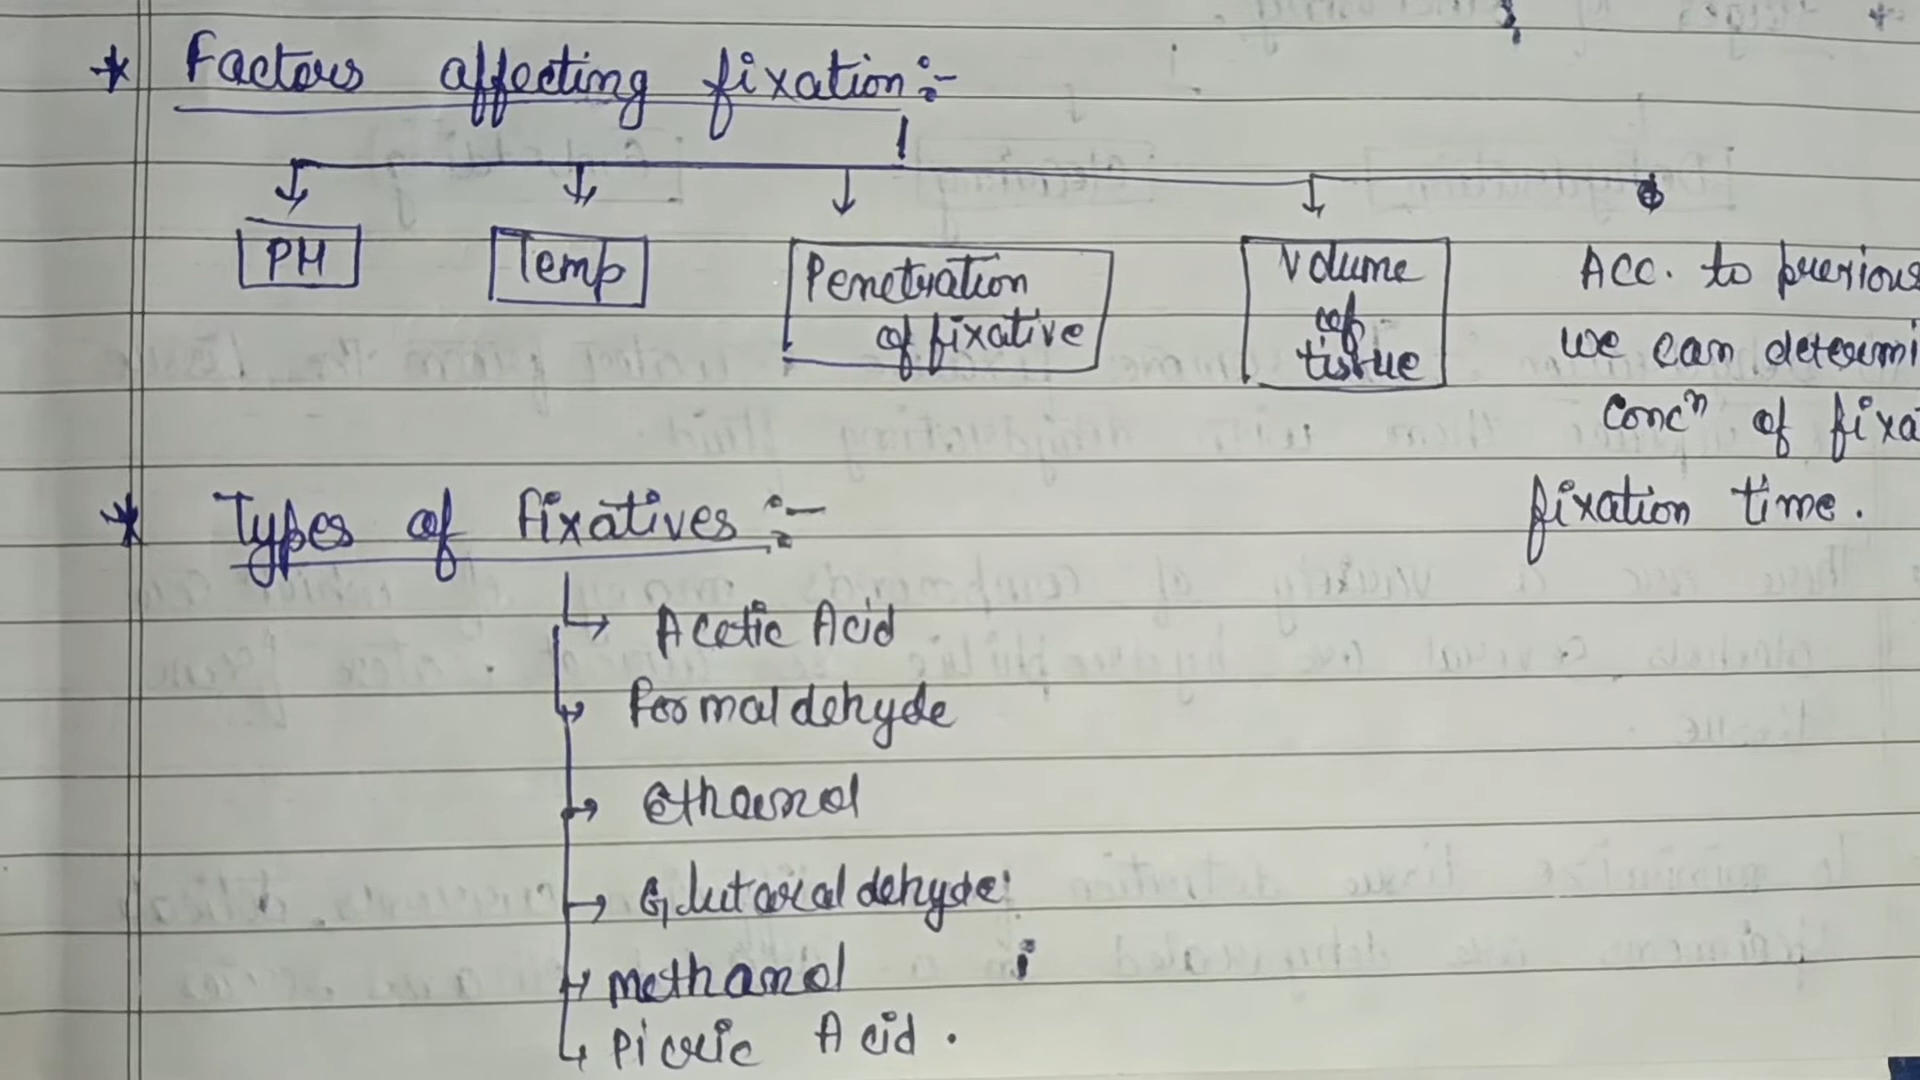 * Factors affecting fixation :-
PH
Temp
Penetration
of fixative
Volume
of
tissue
Acc. to previous
we can determi
Concⁿ of fixa
fixation time.
* Types of fixatives :-
Acetic Acid
Formaldehyde
Ethanol
Glutaraldehyde
methanol
Picric Acid.